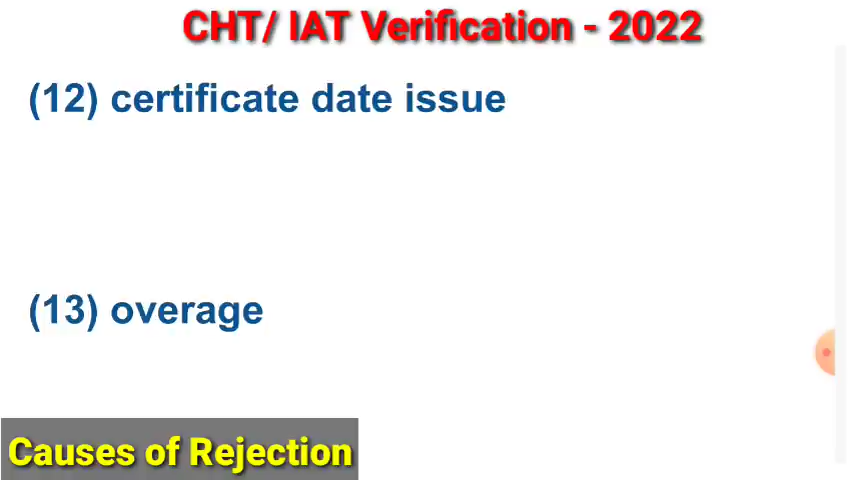 CHT/ IAT Verification - 2022
(12) certificate date issue
(13) overage
Causes of Rejection